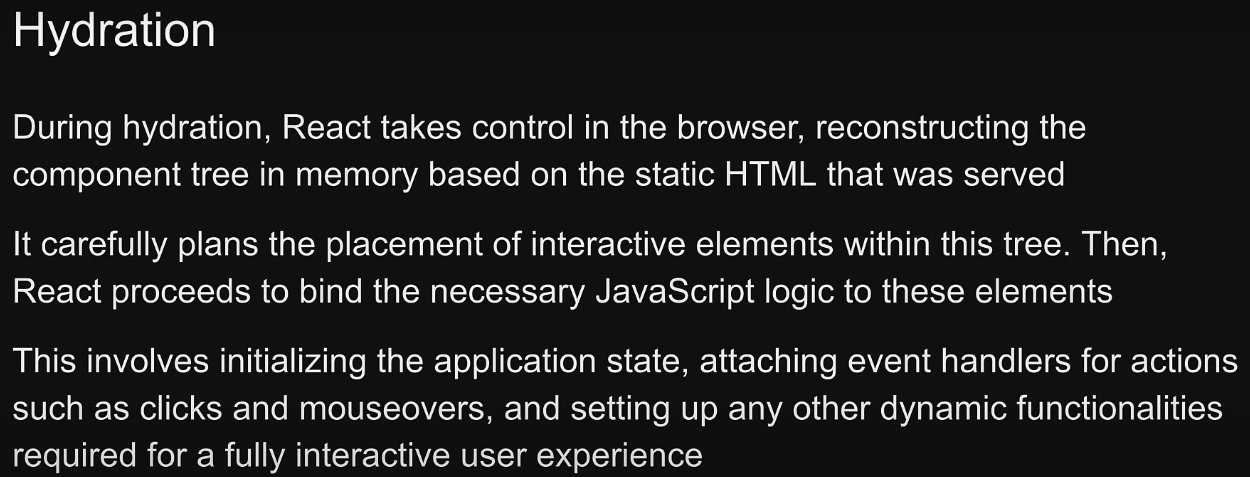 Hydration
During hydration, React takes control in the browser, reconstructing the
component tree in memory based on the static HTML that was served
It carefully plans the placement of interactive elements within this tree. Then,
React proceeds to bind the necessary JavaScript logic to these elements
This involves initializing the application state, attaching event handlers for actions
such as clicks and mouseovers, and setting up any other dynamic functionalities
required for a fully interactive user experience